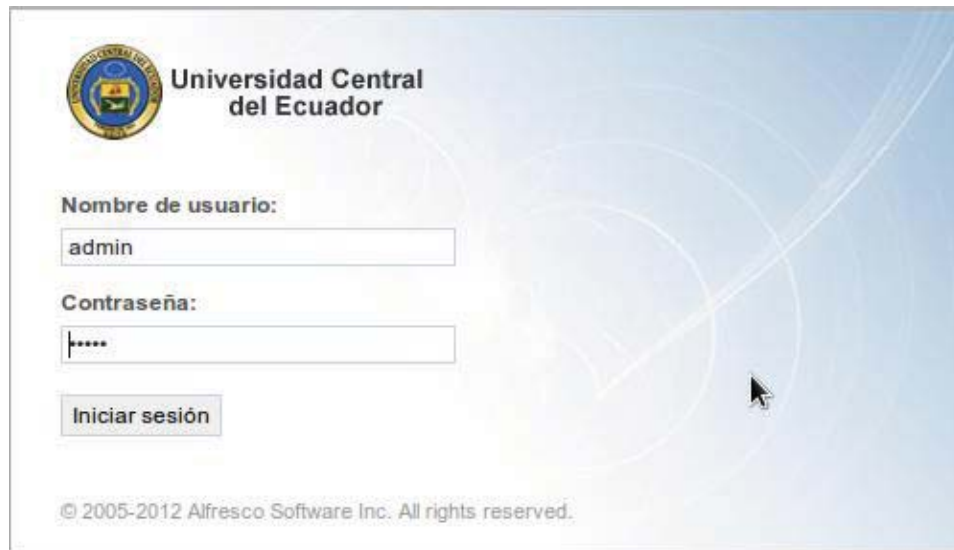 Universidad Central
del Ecuador
Nombre de usuario:
admin
Contraseña:
•••••
Iniciar sesión
© 2005-2012 Alfresco Software Inc. All rights reserved.